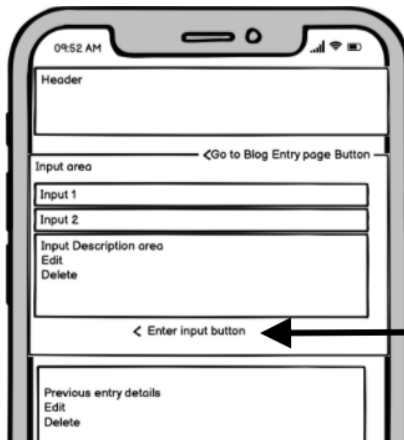 09:52 AM
Header
<Go to Blog Entry page Button
Input area
Input 1
Input 2
Input Description area
Edit
Delete
< Enter input button
Previous entry details
Edit
Delete